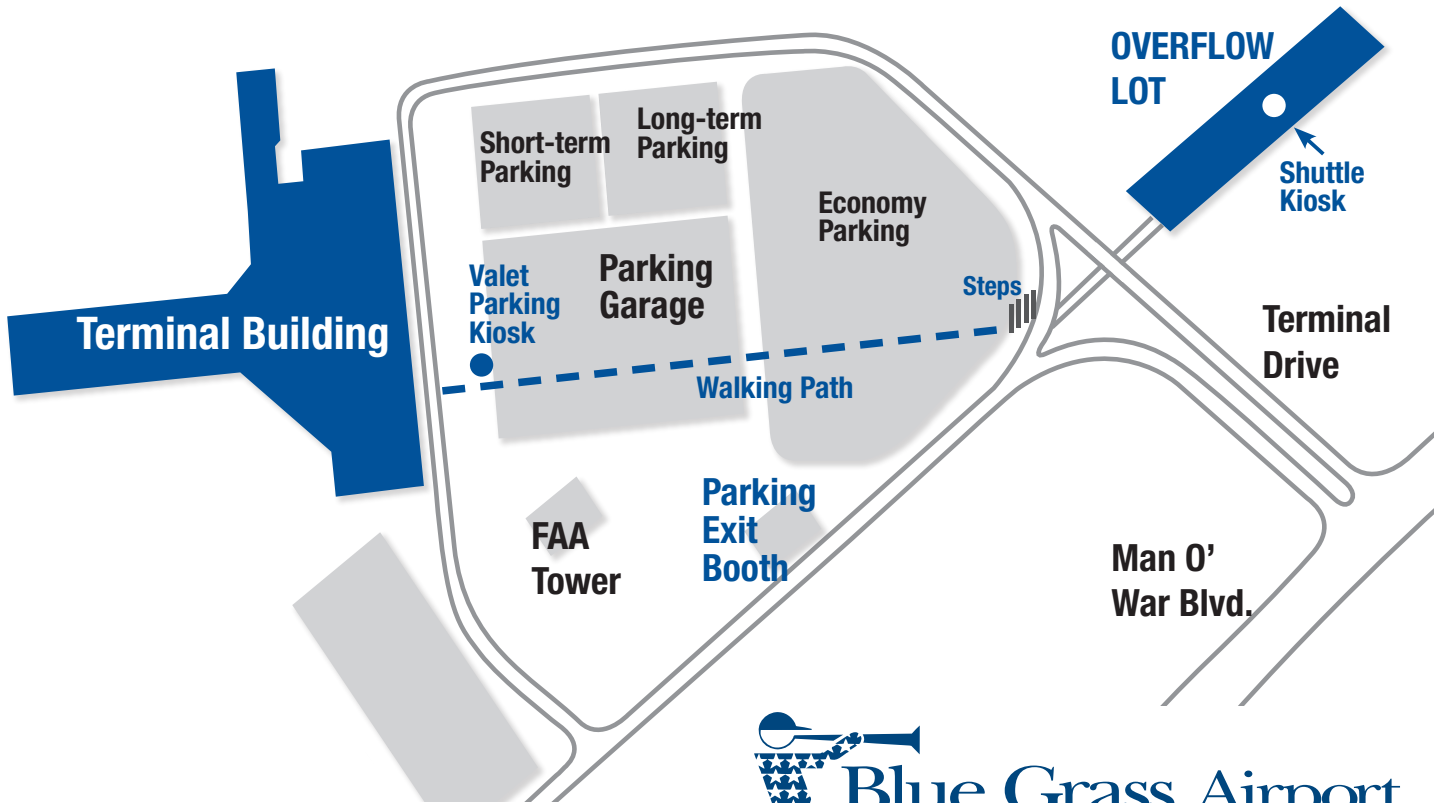 OVERFLOW
LOT
Shuttle
Kiosk
Short-term
Parking
Long-term
Parking
Economy
Parking
Valet
Parking
Kiosk
Parking
Garage
Steps
Terminal Building
Walking Path
Terminal
Drive
Parking
Exit
Booth
FAA
Tower
Man O’
War Blvd.
Blue Grass Airport